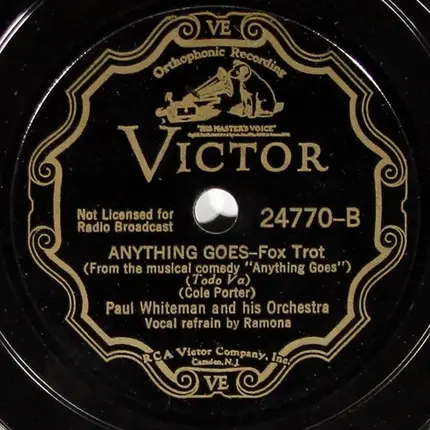 VE
Orthophonic Recording
"HIS MASTER'S VOICE"
VICTOR
Not Licensed for
Radio Broadcast
24770-B
ANYTHING GOES-Fox Trot
(From the musical comedy "Anything Goes")
(Todo Va)
(Cole Porter)
Paul Whiteman and his Orchestra
Vocal refrain by Ramona
RCA Victor Company, Inc.
Camden, N.J.
VE